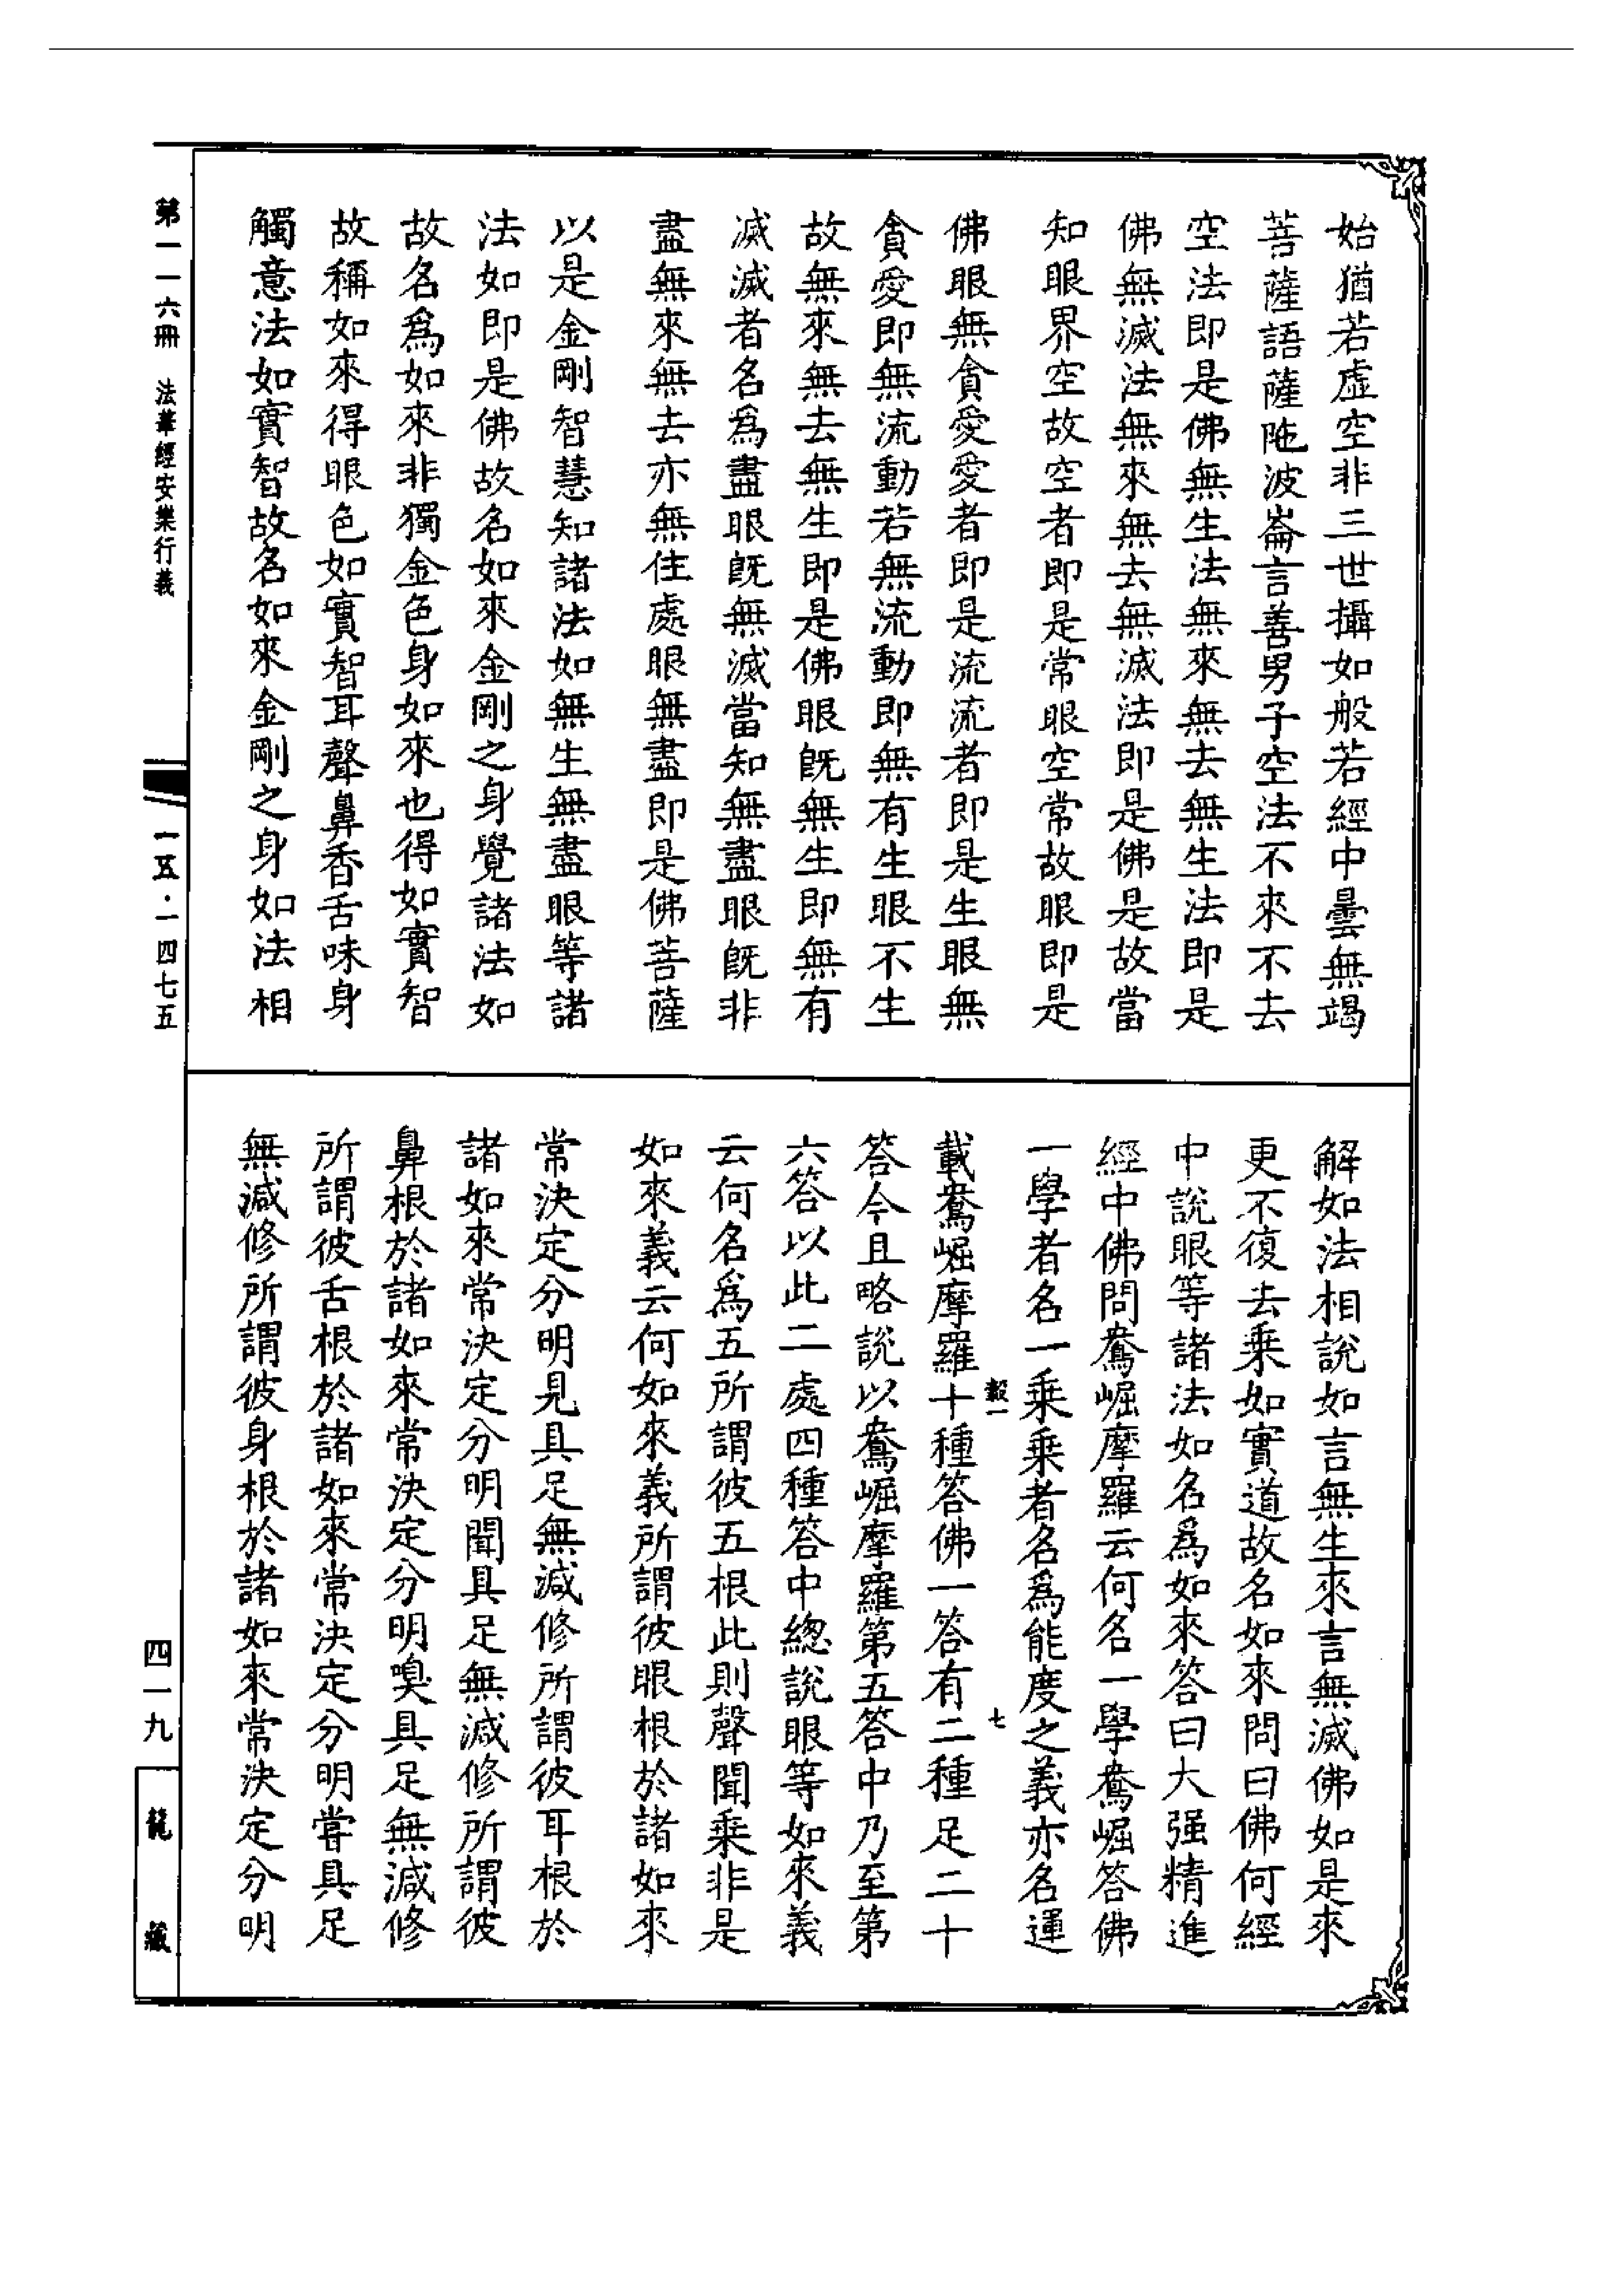 始猶若虛空非三世攝如般若經中曇無竭
菩薩語薩陁波崙言善男子空法不來不去
空法即是佛無生法無來無去無生法即是
佛無滅法無來無去無滅法即是佛是故當
知眼界空故空者即是常眼空常故眼即是
佛眼無貪愛愛者即是流流者即是生眼無
貪愛即無流動若無流動即無有生眼不生
故無來無去無生即是佛眼旣無生即無有
滅滅者名爲盡眼旣無滅當知無盡眼旣非
盡無來無去亦無住處眼無盡即是佛菩薩
以是金剛智慧知諸法如無生無盡眼等諸
法如即是佛故名如來金剛之身覺諸法如
故名爲如來非獨金色身如來也得如實智
故稱如來得眼色如實智耳聲鼻香舌味身
觸意法如實智故名如來金剛之身如法相
解如法相說如言無生來言無滅佛如是來
更不復去乘如實道故名如來問曰佛何經
中說眼等諸法如名爲如來答曰大强精進
經中佛問鴦崛摩羅云何名一學鴦崛答佛
一學者名一乘乘者名爲能度之義亦名運
載鴦崛摩羅十種答佛一答有二種足二十
答今且略說以鴦崛摩羅第五答中乃至第
六答以此二處四種答中總說眼等如來義
云何名爲五所謂彼五根此則聲聞乘非是
如來義云何如來義所謂彼眼根於諸如來
常決定分明見具足無減修所謂彼耳根於
諸如來常決定分明聞具足無減修所謂彼
鼻根於諸如來常決定分明嗅具足無減修
所謂彼舌根於諸如來常決定分明嘗具足
無減修所謂彼身根於諸如來常決定分明
穀一
七
第一一六冊 法華經安樂行義
一五·一四七五
四一九
龍藏